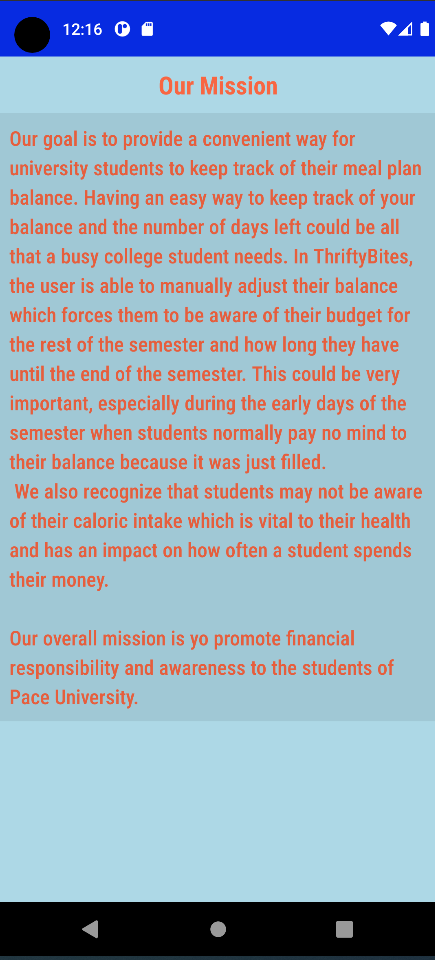 12:16
Our Mission
Our goal is to provide a convenient way for
university students to keep track of their meal plan
balance. Having an easy way to keep track of your
balance and the number of days left could be all
that a busy college student needs. In ThriftyBites,
the user is able to manually adjust their balance
which forces them to be aware of their budget for
the rest of the semester and how long they have
until the end of the semester. This could be very
important, especially during the early days of the
semester when students normally pay no mind to
their balance because it was just filled.
We also recognize that students may not be aware
of their caloric intake which is vital to their health
and has an impact on how often a student spends
their money.
Our overall mission is yo promote financial
responsibility and awareness to the students of
Pace University.